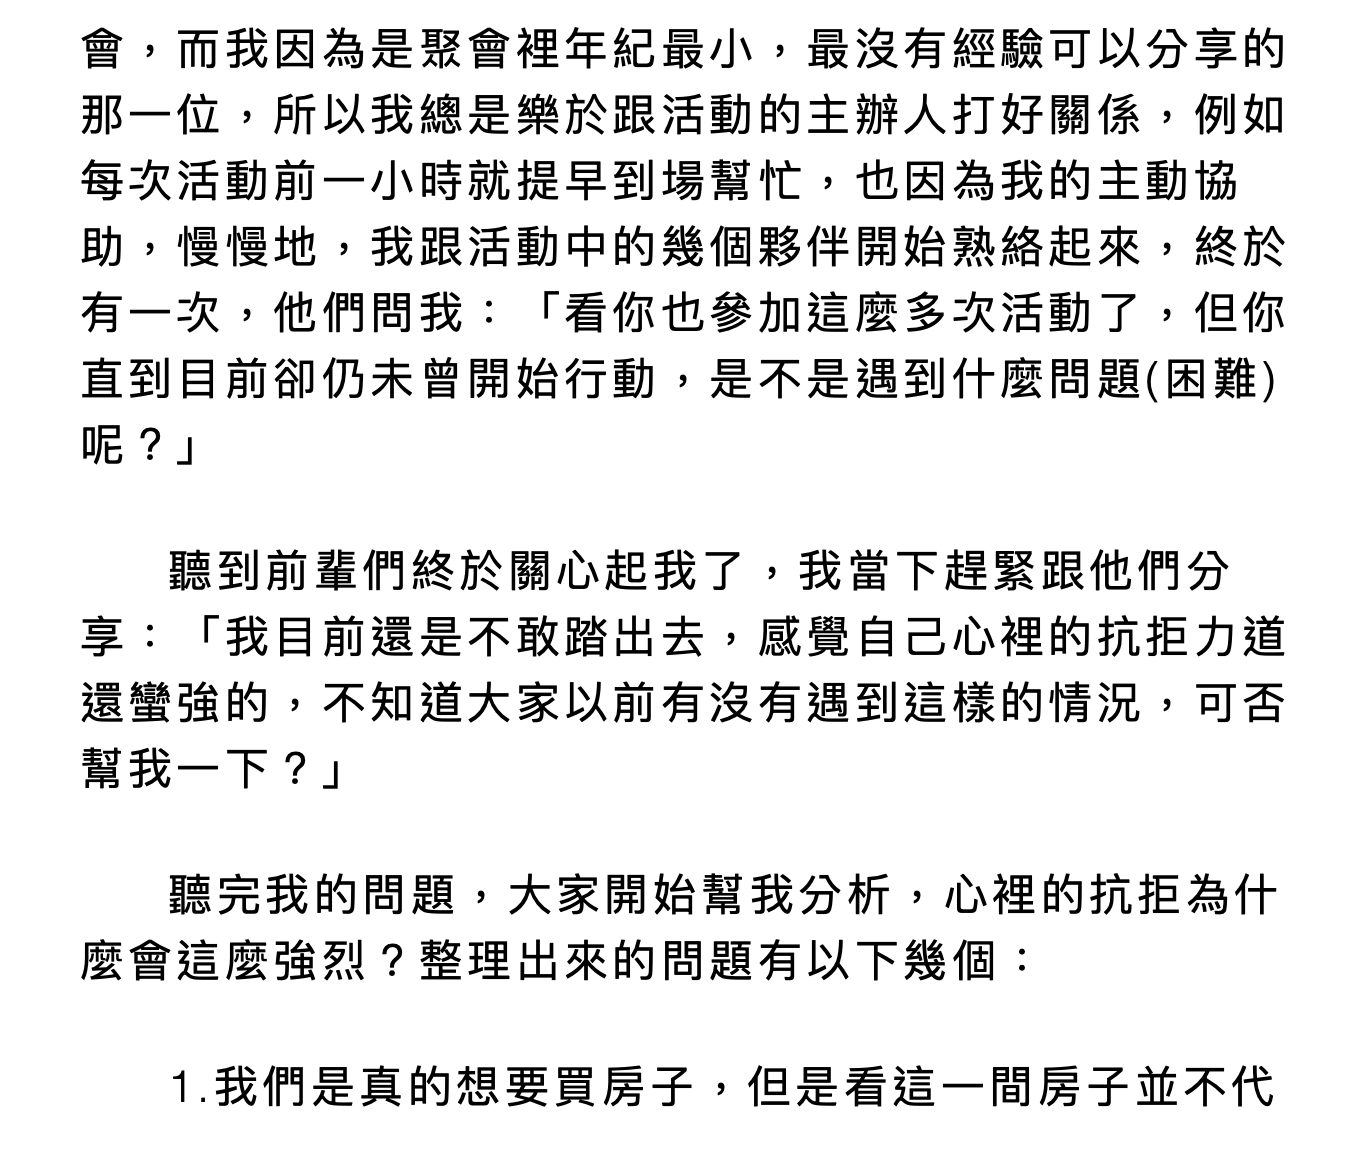 會，而我因為是聚會裡年紀最小，最沒有經驗可以分享的
那一位，所以我總是樂於跟活動的主辦人打好關係，例如
每次活動前一小時就提早到場幫忙，也因為我的主動協
助，慢慢地，我跟活動中的幾個夥伴開始熟絡起來，終於
有一次，他們問我：「看你也參加這麼多次活動了，但你
直到目前卻仍未曾開始行動，是不是遇到什麼問題(困難)
呢？」
聽到前輩們終於關心起我了，我當下趕緊跟他們分
享：「我目前還是不敢踏出去，感覺自己心裡的抗拒力道
還蠻強的，不知道大家以前有沒有遇到這樣的情況，可否
幫我一下？」
聽完我的問題，大家開始幫我分析，心裡的抗拒為什
麼會這麼強烈？整理出來的問題有以下幾個：
1.我們是真的想要買房子，但是看這一間房子並不代